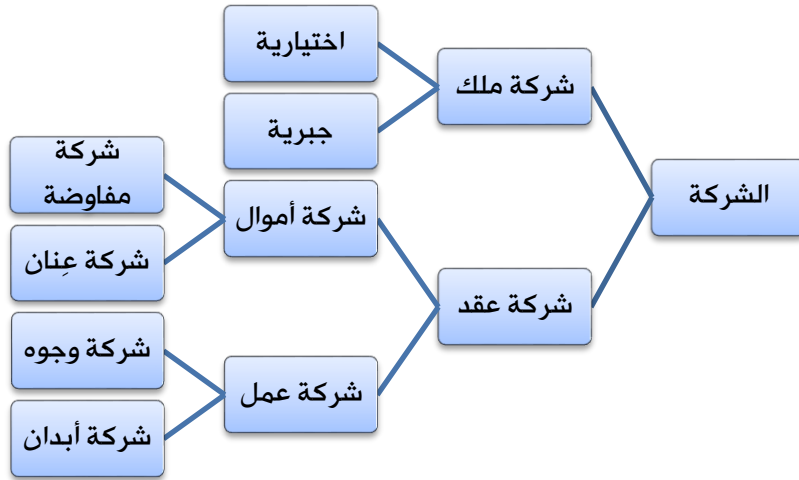 الشركة
شركة ملك
اختيارية
جبرية
شركة عقد
شركة أموال
شركة
مفاوضة
شركة عِنان
شركة عمل
شركة وجوه
شركة أبدان